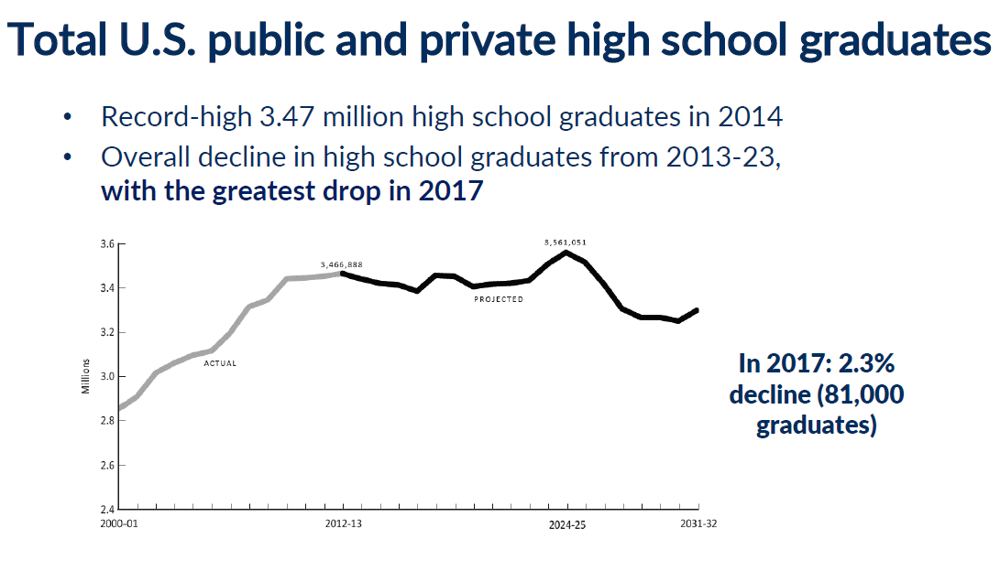 Total U.S. public and private high school graduates
• Record-high 3.47 million high school graduates in 2014
• Overall decline in high school graduates from 2013-23,
with the greatest drop in 2017
3,561,051
3.6
3,466,888
3.4
PROJECTED
3.2
ACTUAL
3.0
Millions
2.8
2.6
2.4
2000-01
2012-13
2024-25
2031-32
In 2017: 2.3%
decline (81,000
graduates)